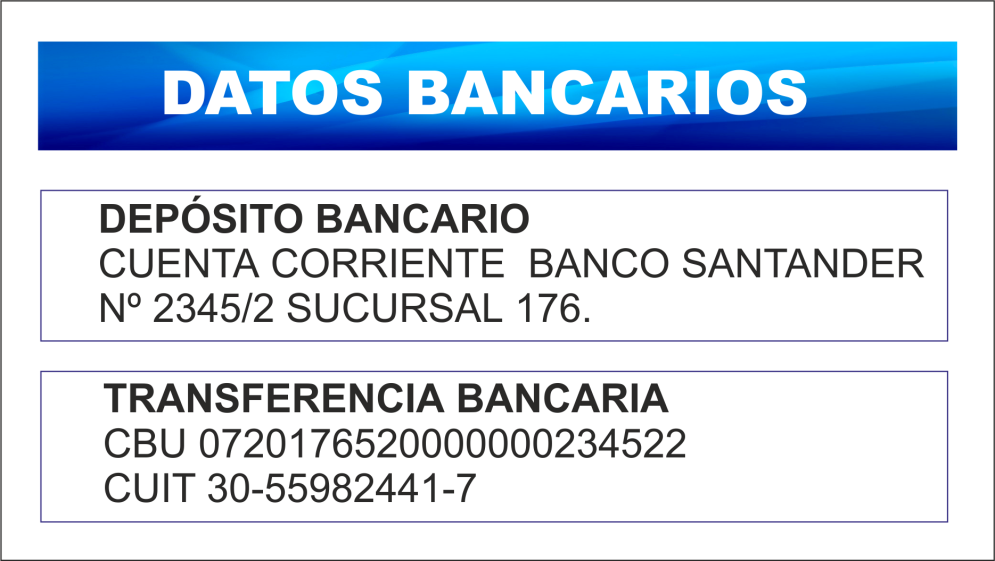 DATOS BANCARIOS
DEPÓSITO BANCARIO
CUENTA CORRIENTE BANCO SANTANDER
Nº 2345/2 SUCURSAL 176.
TRANSFERENCIA BANCARIA
CBU 0720176520000000234522
CUIT 30-55982441-7